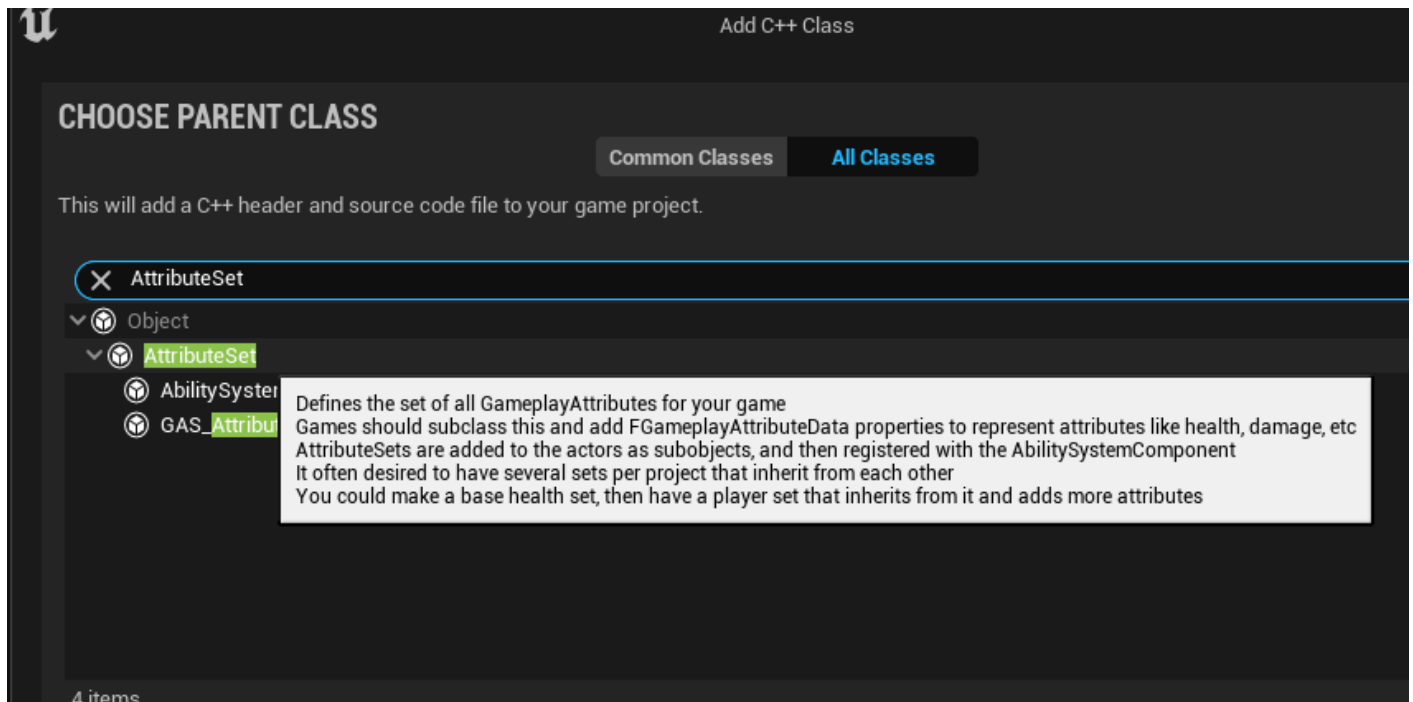 Add C++ Class
CHOOSE PARENT CLASS
Common Classes
All Classes
This will add a C++ header and source code file to your game project.
AttributeSet
Object
AttributeSet
Defines the set of all GameplayAttributes for your game
Games should subclass this and add FGameplayAttributeData properties to represent attributes like health, damage, etc
AttributeSets are added to the actors as subobjects, and then registered with the AbilitySystemComponent
It often desired to have several sets per project that inherit from each other
You could make a base health set, then have a player set that inherits from it and adds more attributes
4 items